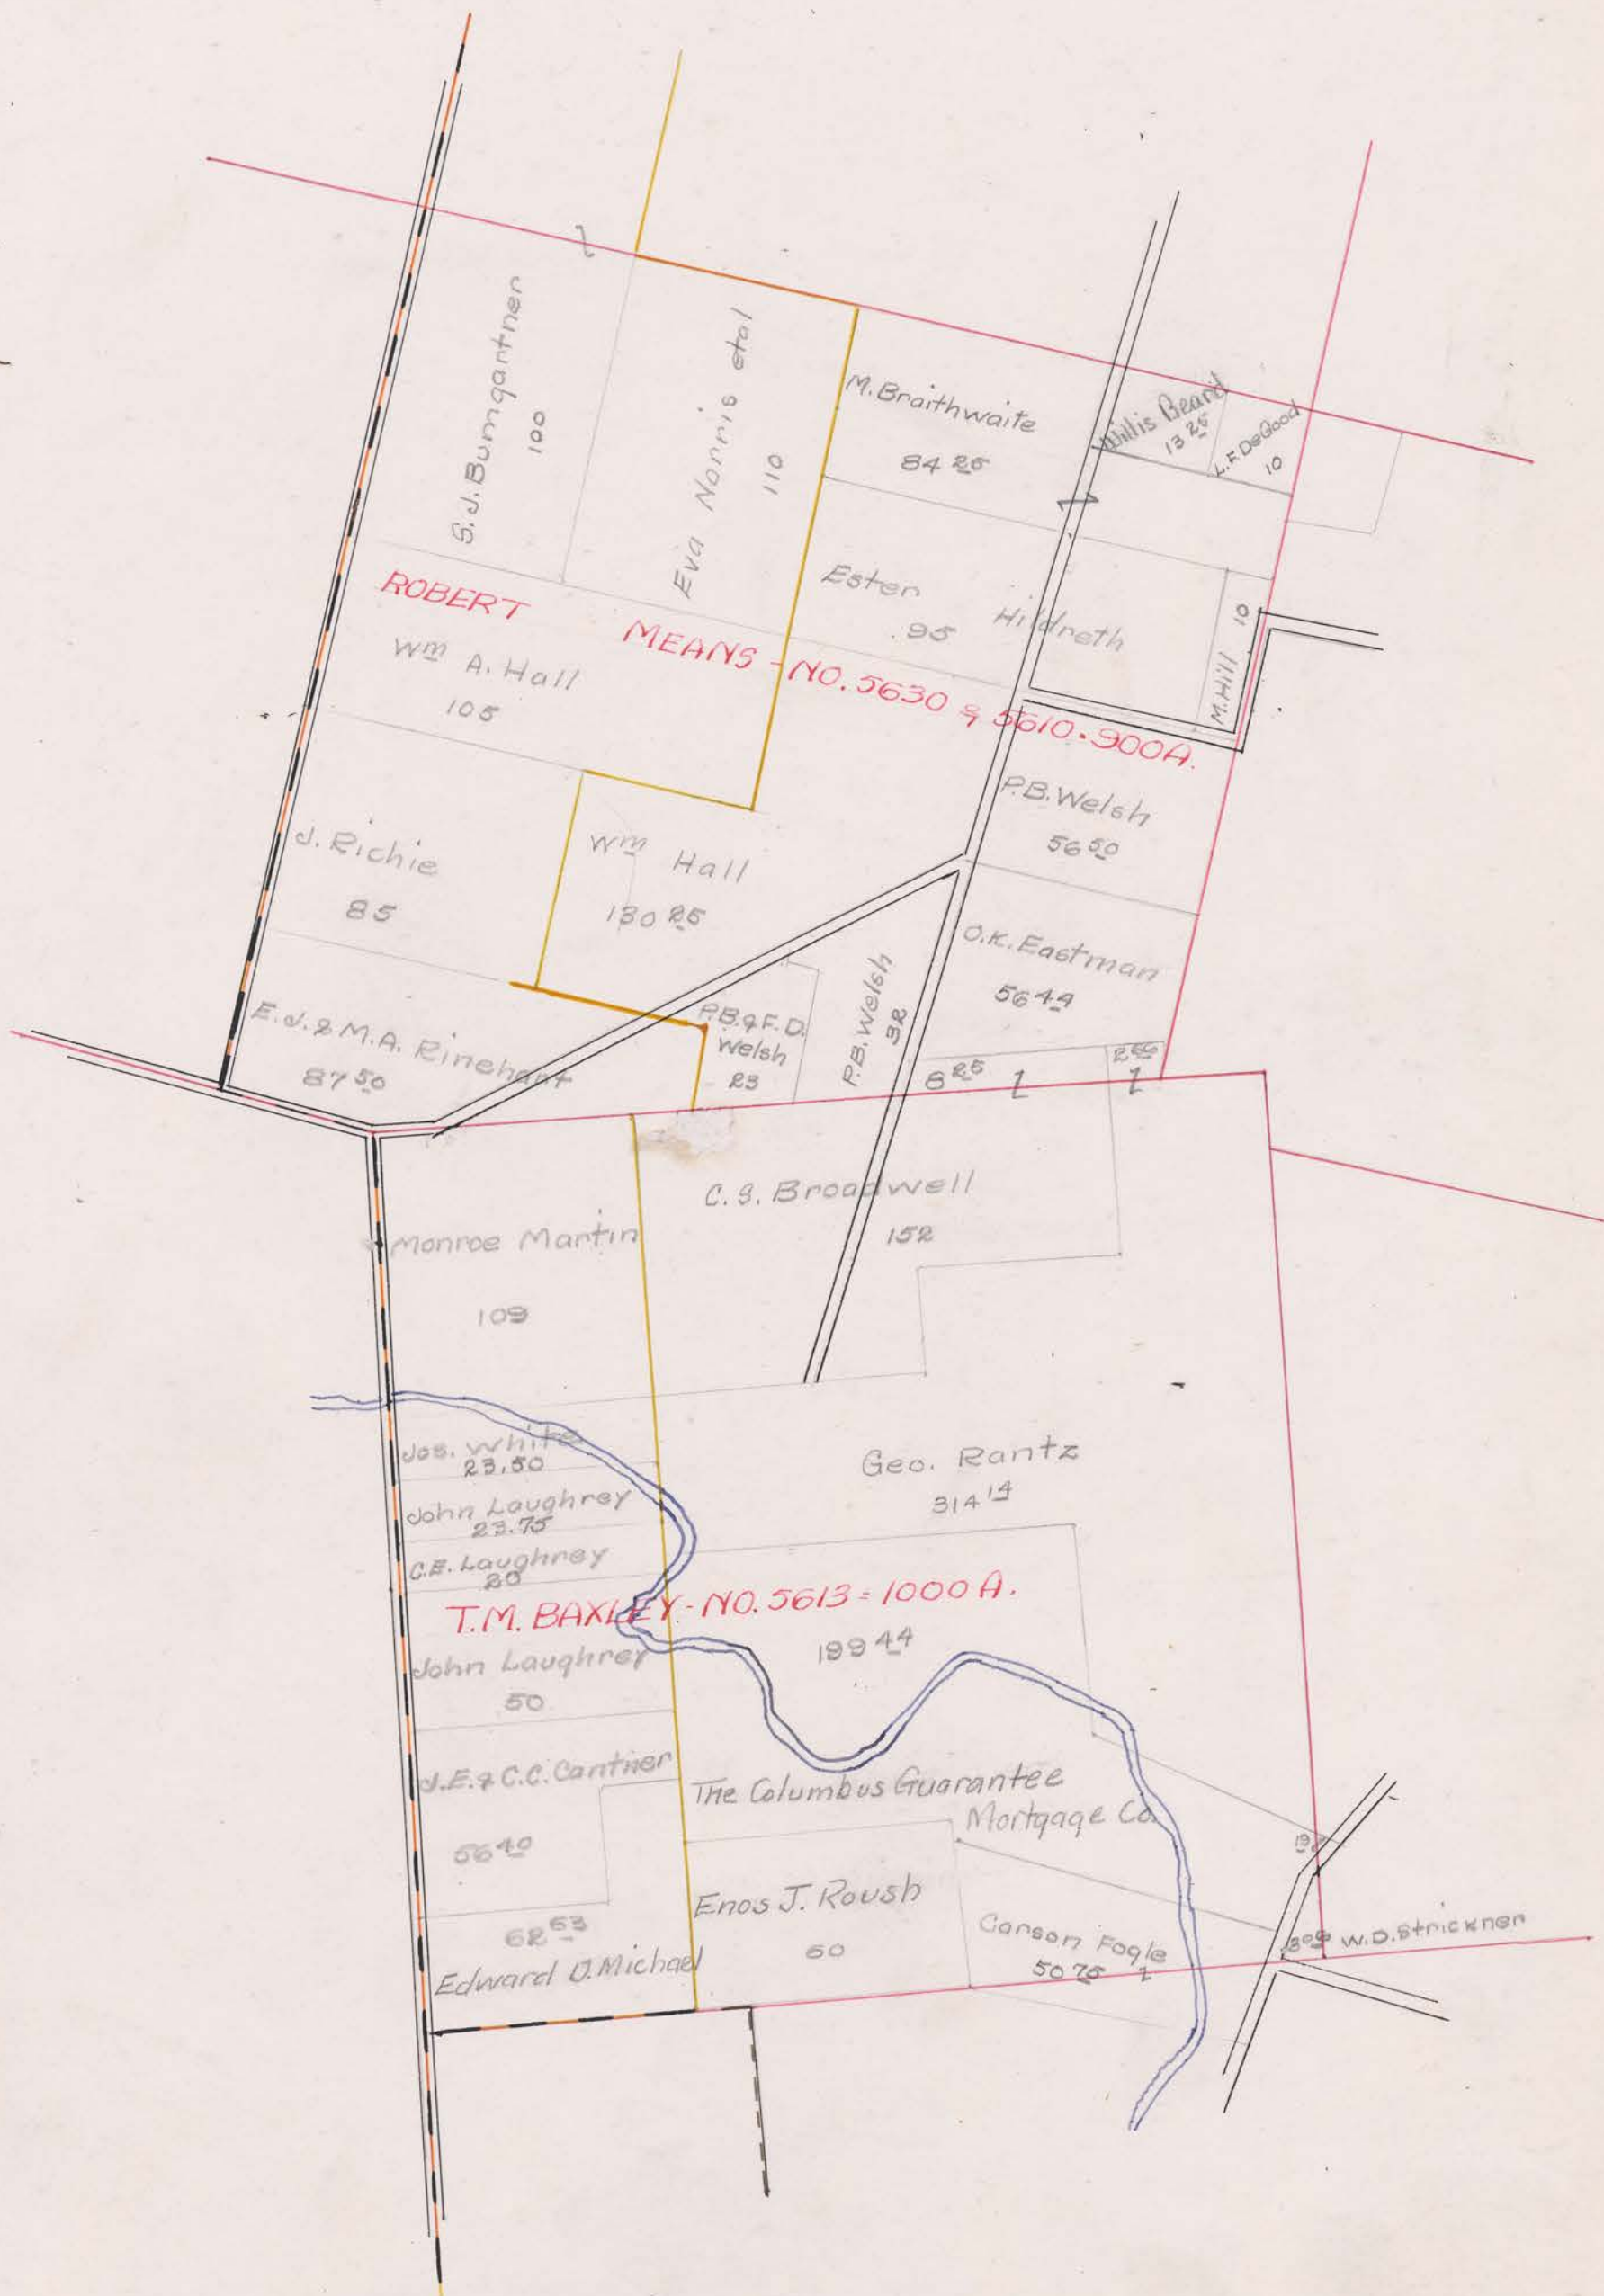 S.J. Bumgartner
100
Eva Norris etal
110
M. Braithwaite
84 25
Willis Beard
13 25
L.F. DeGood
10
Ester Hildreth
95
M. Hill 10
ROBERT MEANS - NO. 5630 & 5610 · 900A.
Wm A. Hall
105
P.B. Welsh
56 50
J. Richie
85
Wm Hall
130 25
O.K. Eastman
56 44
P.B. Welsh
32
E.J. & M.A. Rinehart
87 50
P.B. & F.D.
Welsh
23
8 25
2 66
C.S. Broadwell
152
Monroe Martin
109
Jos. White
23.50
John Laughrey
23.75
C.E. Laughrey
20
Geo. Rantz
314 14
T.M. BAXLEY - NO. 5613 = 1000 A.
199 44
John Laughrey
50
J.E. & C.C. Cantner
56 40
The Columbus Guarantee
Mortgage Co.
62 63
Edward D. Michael
Enos J. Roush
60
Carson Fogle
50 75
W.D. Strickner